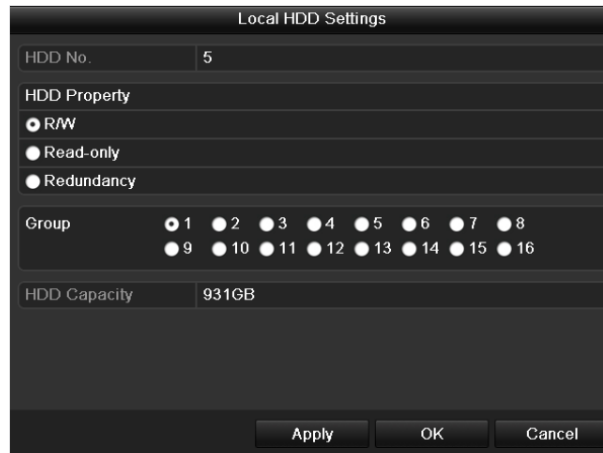 Local HDD Settings
HDD No. 5
HDD Property
R/W
Read-only
Redundancy
Group 1 2 3 4 5 6 7 8
9 10 11 12 13 14 15 16
HDD Capacity 931GB
Apply OK Cancel